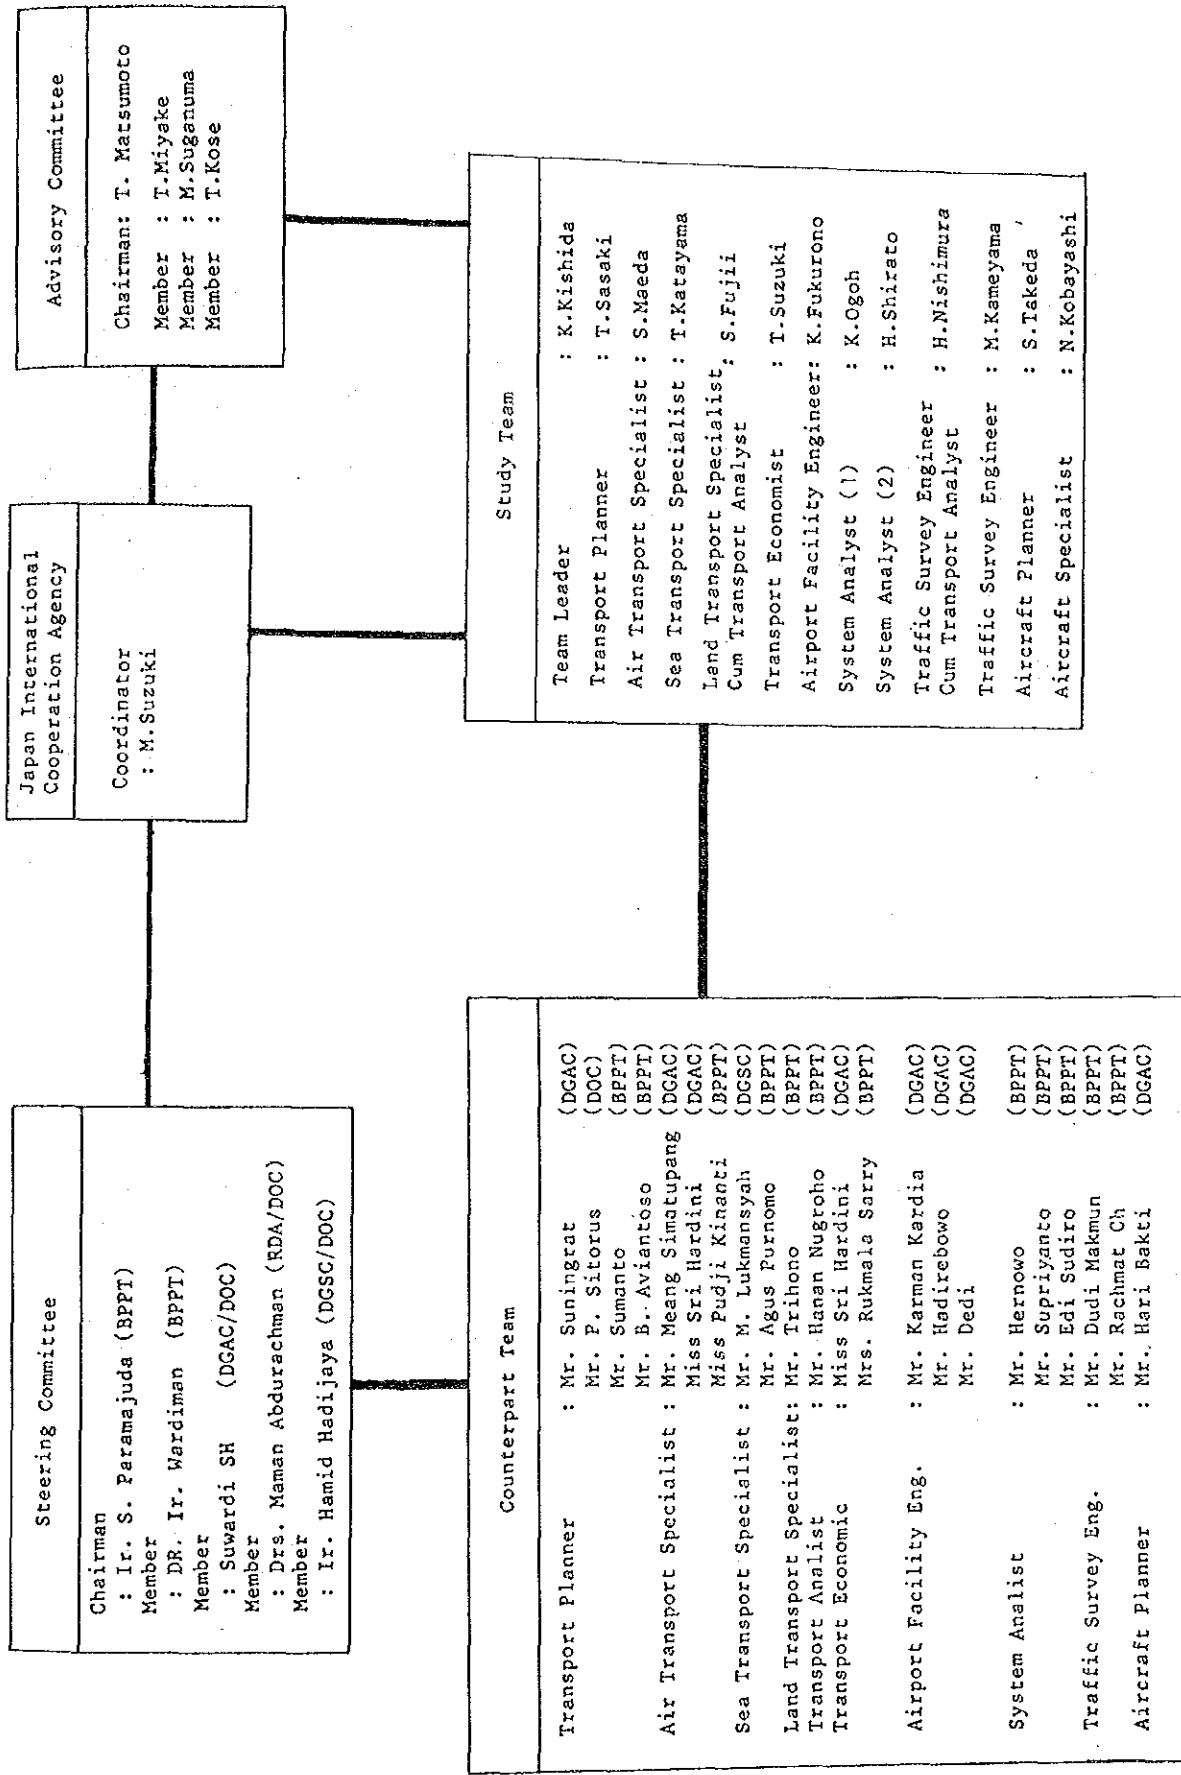 Steering Committee
Chairman
: Ir. S. Paramajuda (BPPT)
Member
: DR. Ir. Wardiman (BPPT)
Member
: Suwardi SH (DGAC/DOC)
Member
: Drs. Maman Abdurachman (RDA/DOC)
Member
: Ir. Hamid Hadijaya (DGSC/DOC)
Japan International
Cooperation Agency
Coordinator
: M.Suzuki
Advisory Committee
Chairman: T. Matsumoto
Member : T.Miyake
Member : M.Suganuma
Member : T.Kose
Counterpart Team
Transport Planner : Mr. Suningrat (DGAC)
Mr. P. Sitorus (DOC)
Mr. Sumanto (BPPT)
Mr. B. Aviantoso (BPPT)
Air Transport Specialist : Mr. Meang Simatupang (DGAC)
Miss Sri Hardini (DGAC)
Miss Pudji Kinanti (BPPT)
Sea Transport Specialist : Mr. M. Lukmansyah (DGSC)
Mr. Agus Purnomo (BPPT)
Land Transport Specialist: Mr. Trihono (BPPT)
Transport Analist : Mr. Hanan Nugroho (BPPT)
Transport Economic : Miss Sri Hardini (DGAC)
Mrs. Rukmala Sarry (BPPT)
Airport Facility Eng. : Mr. Karman Kardia (DGAC)
Mr. Hadirebowo (DGAC)
Mr. Dedi (DGAC)
System Analist : Mr. Hernowo (BPPT)
Mr. Supriyanto (BPPT)
Mr. Edi Sudiro (BPPT)
Traffic Survey Eng. : Mr. Dudi Makmun (BPPT)
Mr. Rachmat Ch (BPPT)
Aircraft Planner : Mr. Hari Bakti (DGAC)
Study Team
Team Leader : K.Kishida
Transport Planner : T.Sasaki
Air Transport Specialist : S.Maeda
Sea Transport Specialist : T.Katayama
Land Transport Specialist
Cum Transport Analyst : S.Fujii
Transport Economist : T.Suzuki
Airport Facility Engineer: K.Fukurono
System Analyst (1) : K.Ogoh
System Analyst (2) : H.Shirato
Traffic Survey Engineer : H.Nishimura
Cum Transport Analyst
Traffic Survey Engineer : M.Kameyama
Aircraft Planner : S.Takeda
Aircraft Specialist : N.Kobayashi